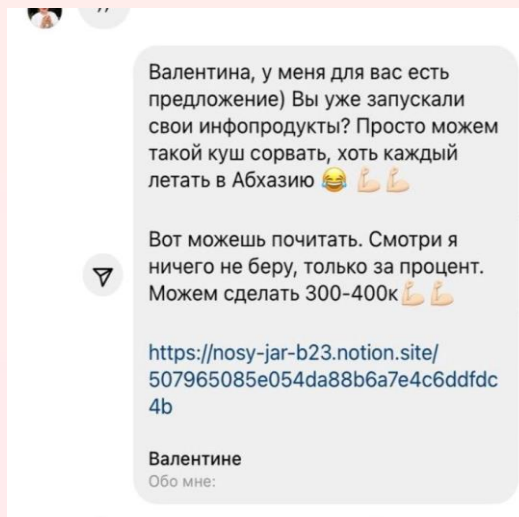 Валентина, у меня для вас есть
предложение) Вы уже запускали
свои инфопродукты? Просто можем
такой куш сорвать, хоть каждый
летать в Абхазию 😂 💪🏻 💪🏻
Вот можешь почитать. Смотри я
ничего не беру, только за процент.
Можем сделать 300-400к💪🏻 💪🏻
https://nosy-jar-b23.notion.site/
507965085e054da88b6a7e4c6ddfdc
4b
Валентине
Обо мне: